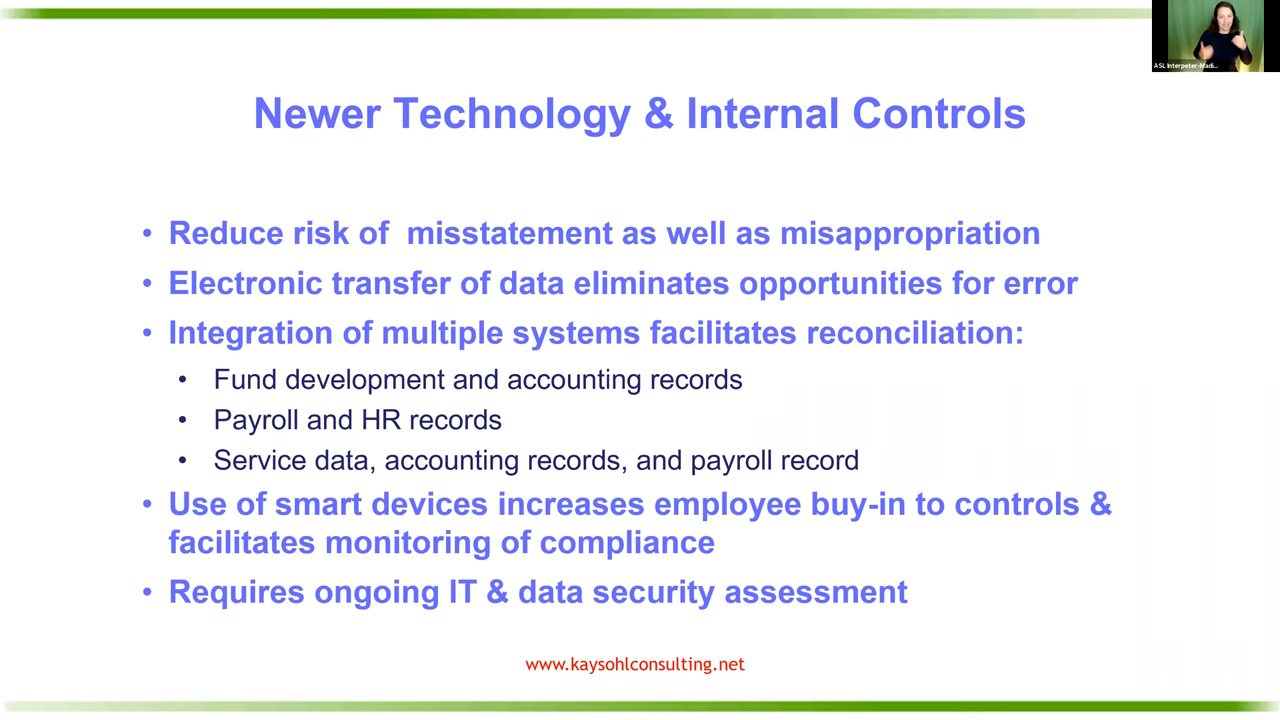 ASL Interpeter-Madi...
Newer Technology & Internal Controls
• Reduce risk of  misstatement as well as misappropriation
• Electronic transfer of data eliminates opportunities for error
• Integration of multiple systems facilitates reconciliation:
• Fund development and accounting records
• Payroll and HR records
• Service data, accounting records, and payroll record
• Use of smart devices increases employee buy-in to controls &
facilitates monitoring of compliance
• Requires ongoing IT & data security assessment
www.kaysohlconsulting.net